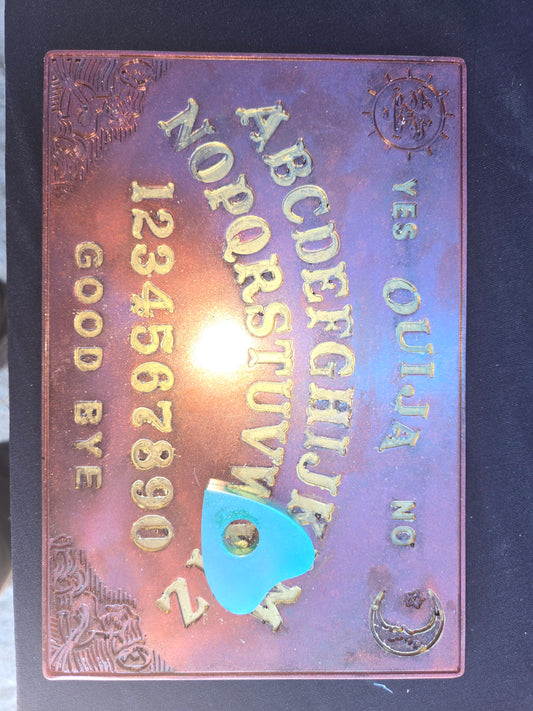 YES OUIJA NO
ABCDEFGHIJK M
NOPQRSTUVW Z
1234567890
GOOD BYE